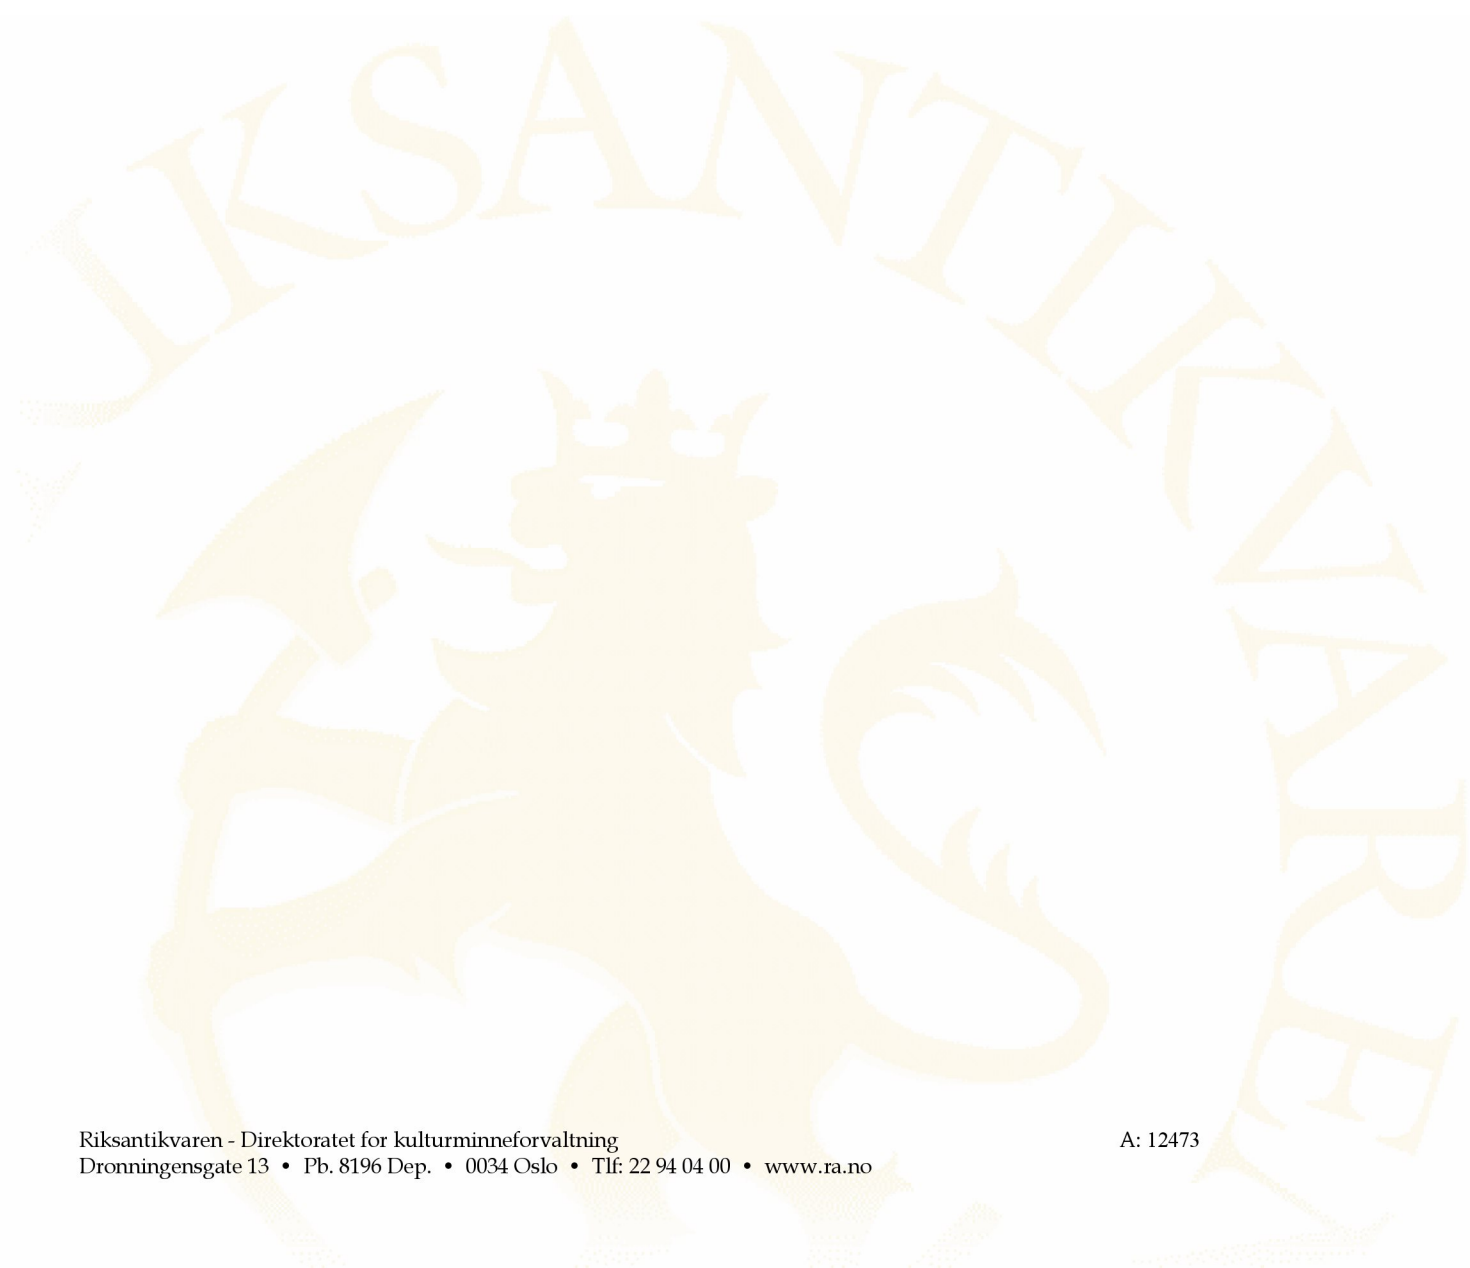 RIKSANTIKVAREN
Riksantikvaren - Direktoratet for kulturminneforvaltning
A: 12473
Dronningensgate 13 • Pb. 8196 Dep. • 0034 Oslo • Tlf: 22 94 04 00 • www.ra.no